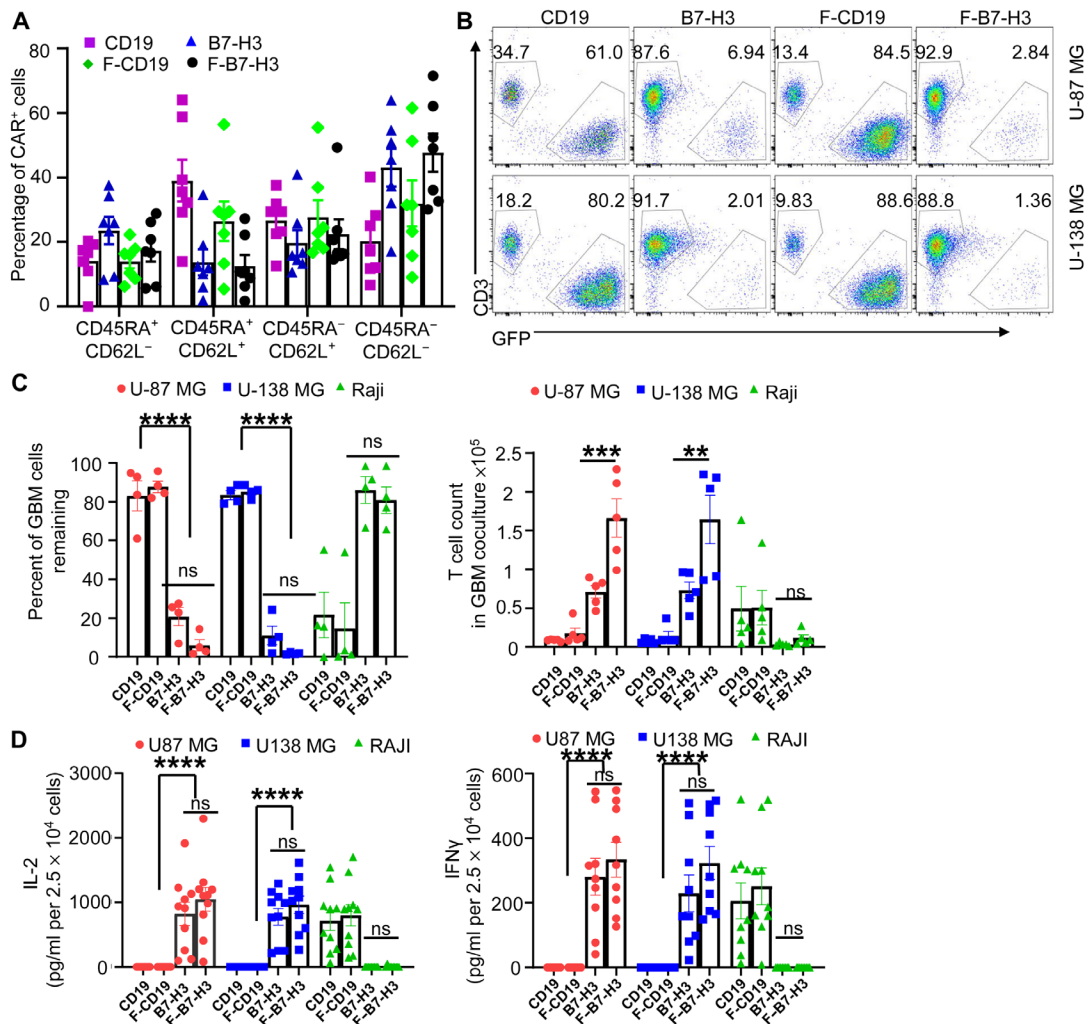 A
CD19
B7-H3
F-CD19
F-B7-H3
Percentage of CAR⁺ cells
80
60
40
20
0
CD45RA⁺
CD62L⁻
CD45RA⁺
CD62L⁺
CD45RA⁻
CD62L⁺
CD45RA⁻
CD62L⁻
B
CD19
B7-H3
F-CD19
F-B7-H3
34.7
61.0
87.6
6.94
13.4
84.5
92.9
2.84
U-87 MG
18.2
80.2
91.7
2.01
9.83
88.6
88.8
1.36
U-138 MG
CD3
GFP
C
U-87 MG
U-138 MG
Raji
****
****
ns
ns
ns
Percent of GBM cells
remaining
100
80
60
40
20
0
CD19
F-CD19
B7-H3
F-B7-H3
CD19
F-CD19
B7-H3
F-B7-H3
CD19
F-CD19
B7-H3
F-B7-H3
U-87 MG
U-138 MG
Raji
***
**
ns
T cell count
in GBM coculture ×10⁵
2.5
2
1.5
1
0.5
0
CD19
F-CD19
B7-H3
F-B7-H3
CD19
F-CD19
B7-H3
F-B7-H3
CD19
F-CD19
B7-H3
F-B7-H3
D
U87 MG
U138 MG
RAJI
****
ns
****
ns
ns
IL-2
(pg/ml per 2.5 × 10⁴ cells)
3000
2000
1000
0
CD19
F-CD19
B7-H3
F-B7-H3
CD19
F-CD19
B7-H3
F–B7-H3
CD19
F-CD19
B7-H3
F–B7-H3
U87 MG
U138 MG
RAJI
****
ns
****
ns
ns
IFNγ
(pg/ml per 2.5 × 10⁴ cells)
600
400
200
0
CD19
F-CD19
B7-H3
F-B7-H3
CD19
F-CD19
B7-H3
F-B7-H3
CD19
F-CD19
B7-H3
F-B7-H3